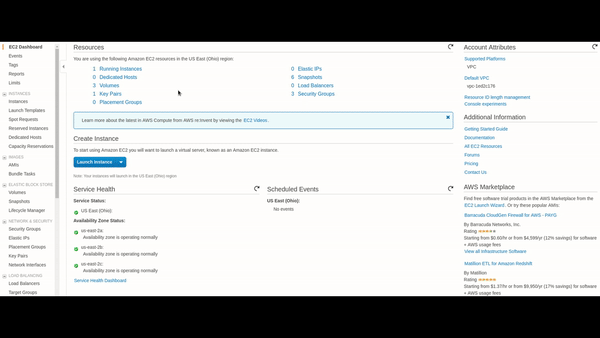 EC2 Dashboard
Events
Tags
Reports
Limits
INSTANCES
Instances
Launch Templates
Spot Requests
Reserved Instances
Dedicated Hosts
Capacity Reservations
IMAGES
AMIs
Bundle Tasks
ELASTIC BLOCK STORE
Volumes
Snapshots
Lifecycle Manager
NETWORK & SECURITY
Security Groups
Elastic IPs
Placement Groups
Key Pairs
Network Interfaces
LOAD BALANCING
Load Balancers
Target Groups
Resources
You are using the following Amazon EC2 resources in the US East (Ohio) region:
1 Running Instances
0 Elastic IPs
0 Dedicated Hosts
6 Snapshots
3 Volumes
0 Load Balancers
1 Key Pairs
3 Security Groups
0 Placement Groups
Learn more about the latest in AWS Compute from AWS re:Invent by viewing the EC2 Videos.
Create Instance
To start using Amazon EC2 you will want to launch a virtual server, known as an Amazon EC2 instance.
Launch Instance
Note: Your instances will launch in the US East (Ohio) region
Service Health
Service Status:
US East (Ohio)
Availability Zone Status:
us-east-2a:
Availability zone is operating normally
us-east-2b:
Availability zone is operating normally
us-east-2c:
Availability zone is operating normally
Service Health Dashboard
Scheduled Events
US East (Ohio):
No events
Account Attributes
Supported Platforms
VPC
Default VPC
Resource ID length management
Console experiments
Additional Information
Getting Started Guide
Documentation
All EC2 Resources
Forums
Pricing
Contact Us
AWS Marketplace
Find free software trial products in the AWS Marketplace from the
EC2 Launch Wizard. Or try these popular AMIs:
Barracuda CloudGen Firewall for AWS - PAYG
By Barracuda Networks, Inc.
Rating
Starting from $0.60/hr or from $4,599/yr (12% savings) for software
+ AWS usage fees
View all Infrastructure Software
Matillion ETL for Amazon Redshift
By Matillion
Rating
Starting from $1.37/hr or from $9,950/yr (17% savings) for software
+ AWS usage fees